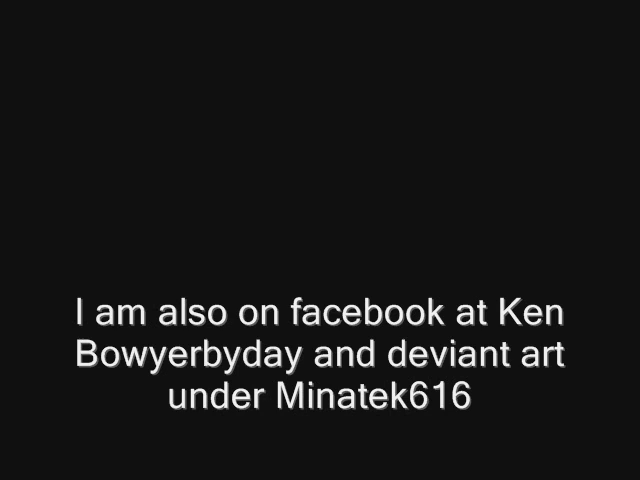 I am also on facebook at Ken
Bowyerbyday and deviant art
under Minatek616